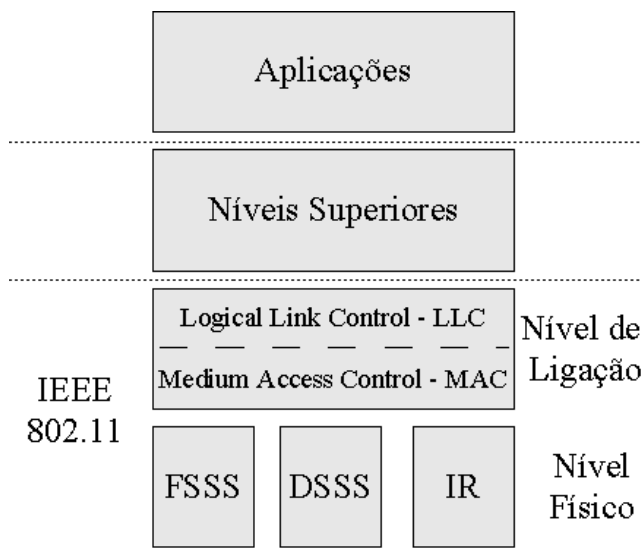 Aplicações
Níveis Superiores
Logical Link Control - LLC
Medium Access Control - MAC
Nível de
Ligação
IEEE
802.11
FSSS
DSSS
IR
Nível
Físico